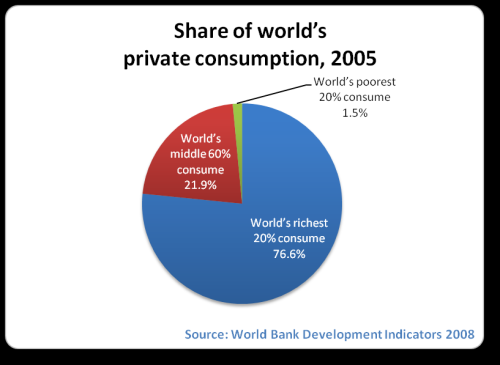 Share of world's
private consumption, 2005
World's poorest
20% consume
1.5%
World's
middle 60%
consume
21.9%
World's richest
20% consume
76.6%
Source: World Bank Development Indicators 2008